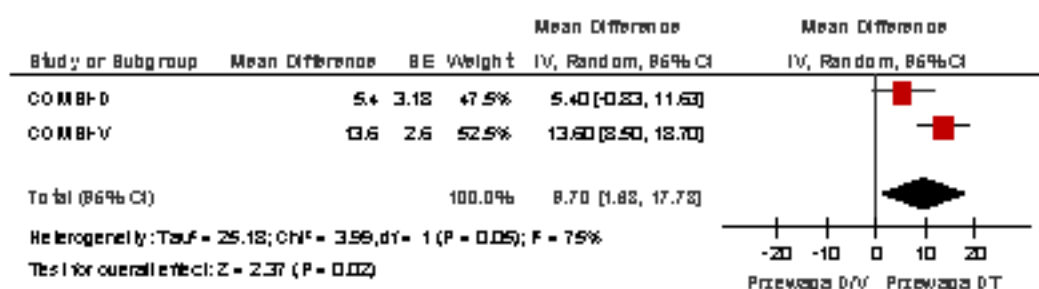 Mean Difference Mean Difference
Study or Subgroup Mean Difference SE Weight IV, Random, 95% CI IV, Random, 95% CI
COMBI-D 5.4 3.18 47.5% 5.40 [-0.83, 11.63]
COMBI-V 13.6 2.6 52.5% 13.60 [8.50, 18.70]
Total (95% CI) 100.0% 9.70 [1.68, 17.72]
Heterogeneity: Tau² = 25.18; Chi² = 3.99, df = 1 (P = 0.05); I² = 75%
Test for overall effect: Z = 2.37 (P = 0.02)
-20 -10 0 10 20
Przewaga D/V Przewaga DT